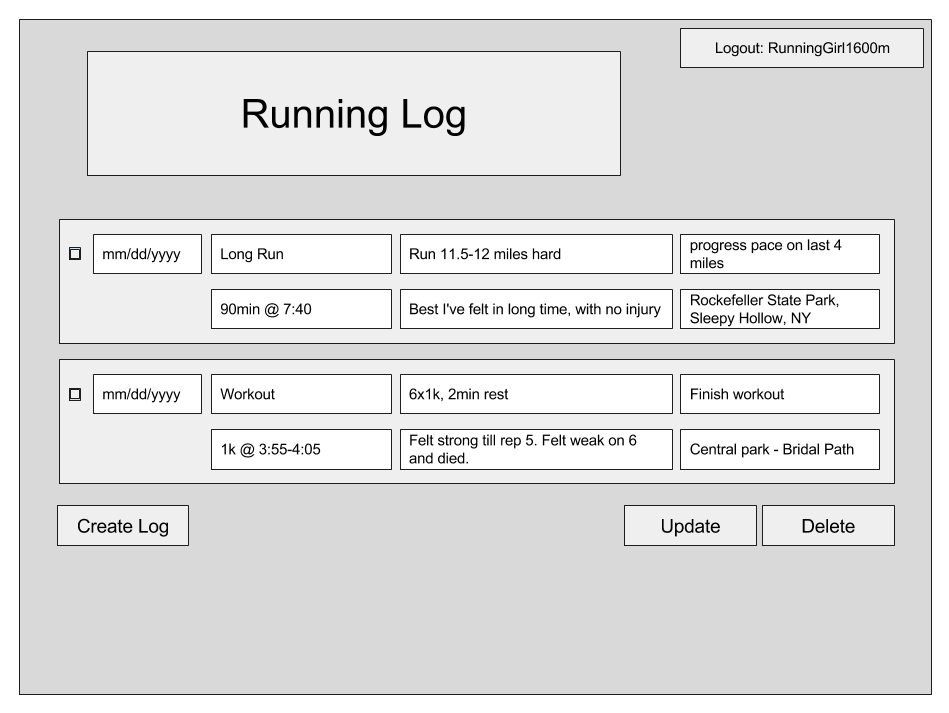 Logout: RunningGirl1600m
Running Log
mm/dd/yyyy
Long Run
Run 11.5-12 miles hard
progress pace on last 4
miles
90min @ 7:40
Best I've felt in long time, with no injury
Rockefeller State Park,
Sleepy Hollow, NY
mm/dd/yyyy
Workout
6x1k, 2min rest
Finish workout
1k @ 3:55-4:05
Felt strong till rep 5. Felt weak on 6
and died.
Central park - Bridal Path
Create Log
Update
Delete